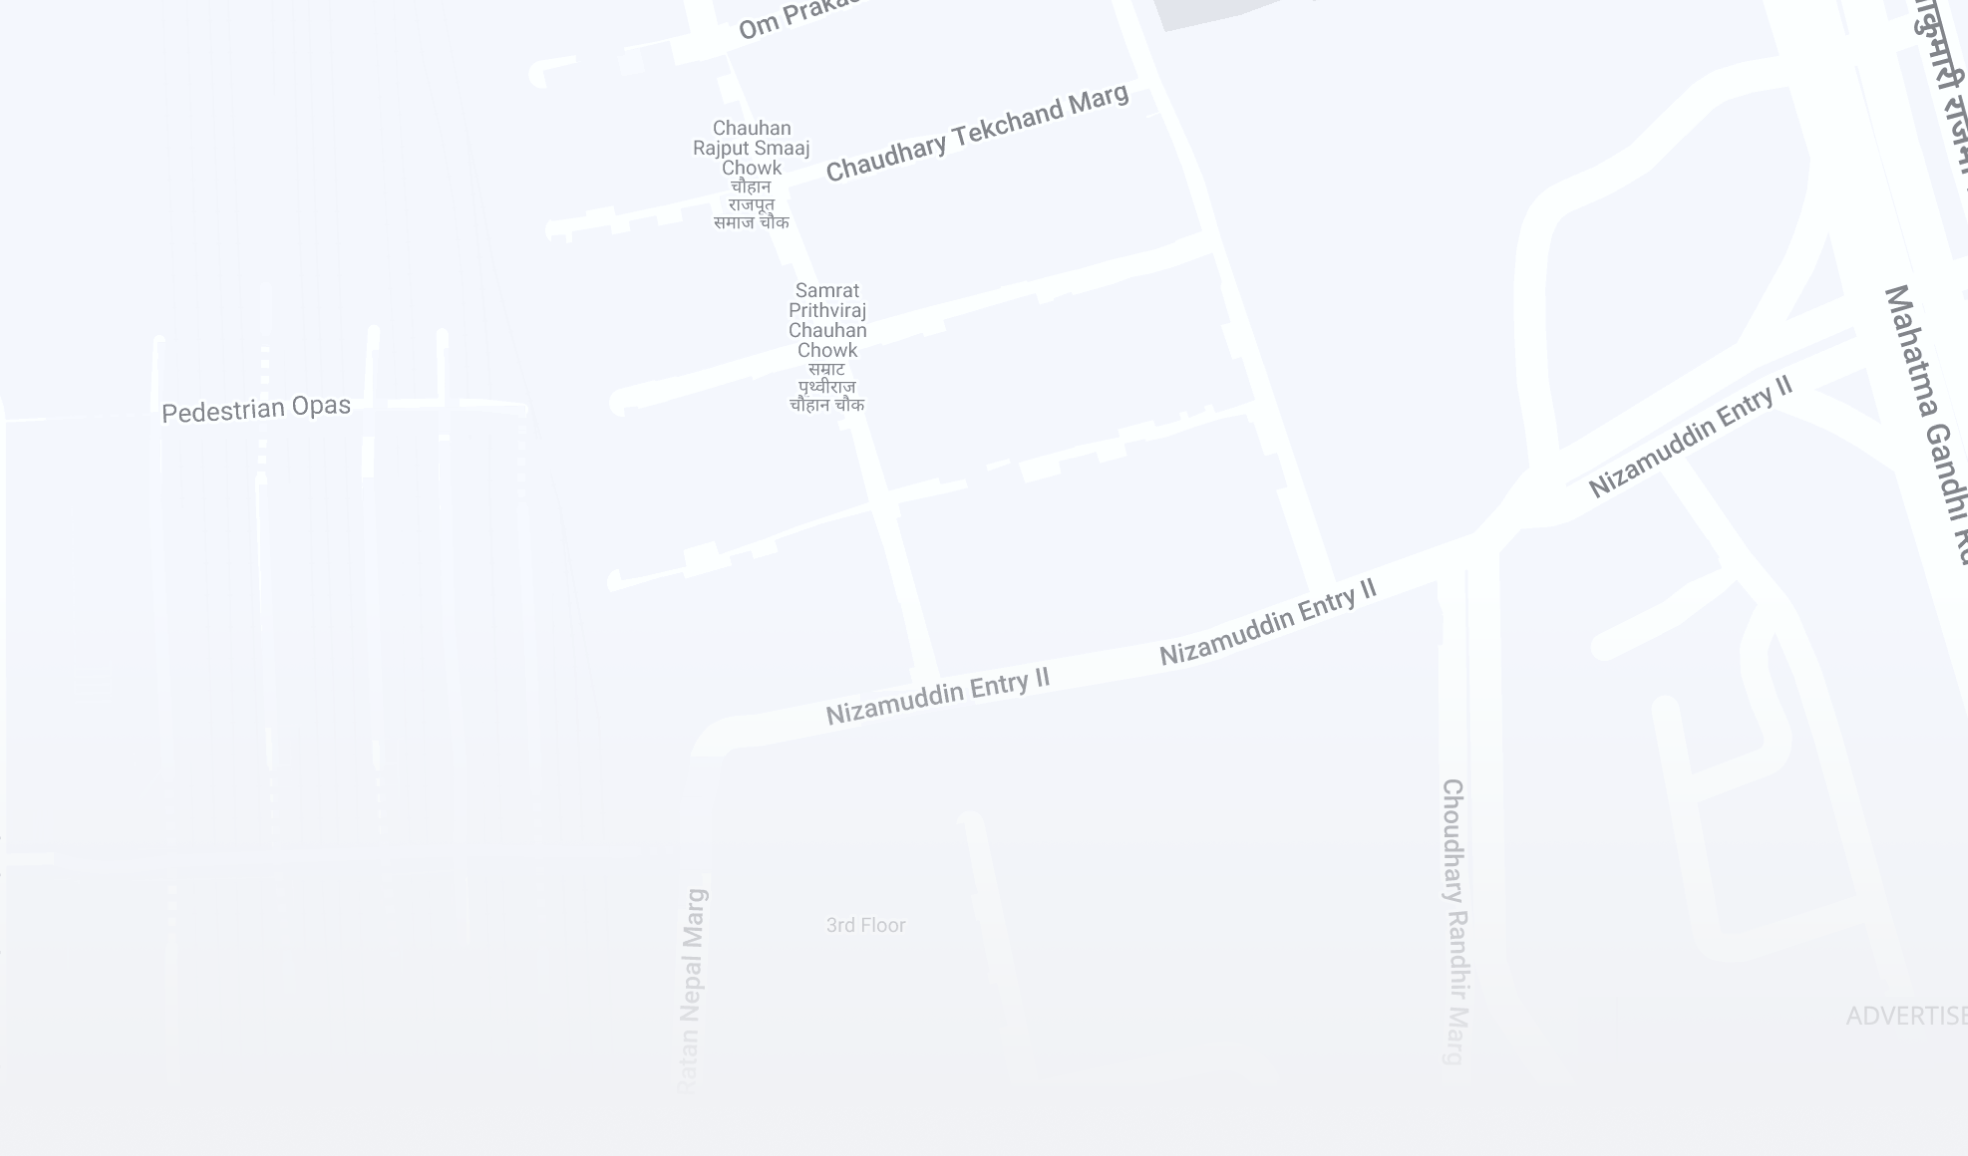 Om Prakas
Chaudhary Tekchand Marg
Chauhan
Rajput Smaaj
Chowk
चौहान
राजपूत
समाज चौक
Samrat
Prithviraj
Chauhan
Chowk
सम्राट
पृथ्वीराज
चौहान चौक
Pedestrian Opas
Nizamuddin Entry II
Mahatma Gandhi
Nizamuddin Entry II
Nizamuddin Entry II
Choudhary Randhir Marg
Ratan Nepal Marg
3rd Floor
ADVERTISE